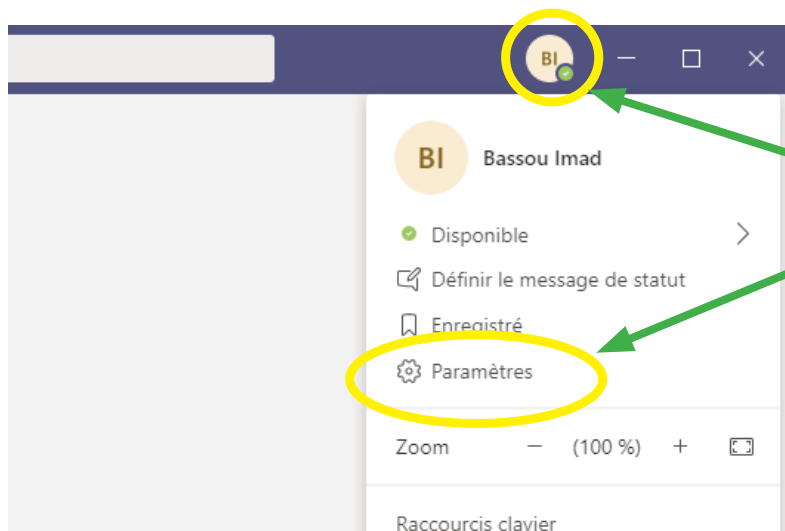 BI
BI
Bassou Imad
Disponible
Définir le message de statut
Enregistré
Paramètres
Zoom — (100 %) +
Raccourcis clavier